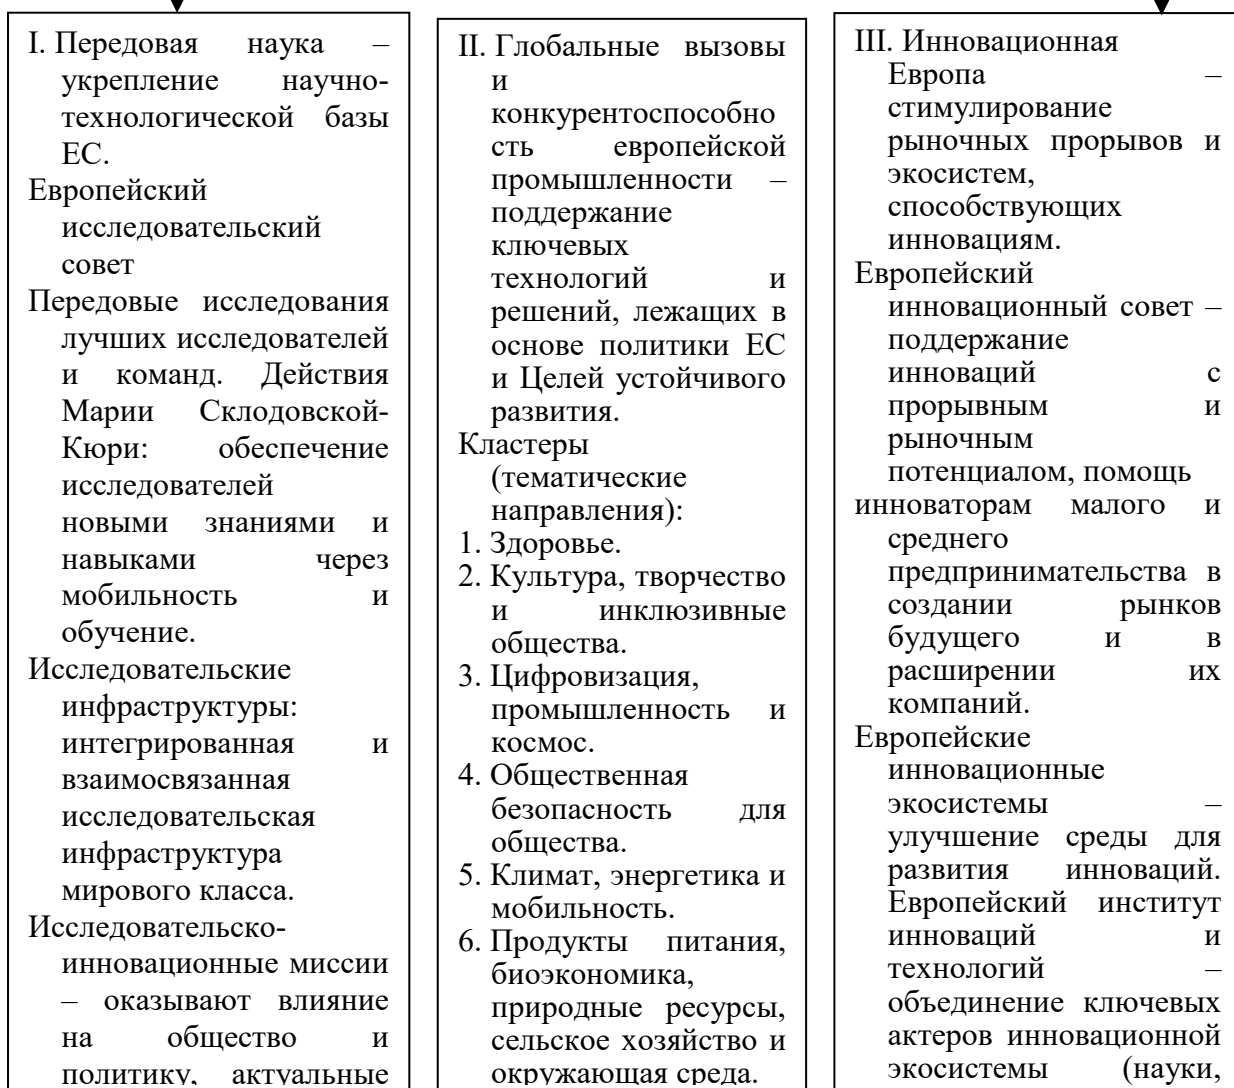 I. Передовая наука –
укрепление научно-
технологической базы
ЕС.
Европейский
исследовательский
совет
Передовые исследования
лучших исследователей
и команд. Действия
Марии Склодовской-
Кюри: обеспечение
исследователей
новыми знаниями и
навыками через
мобильность и
обучение.
Исследовательские
инфраструктуры:
интегрированная и
взаимосвязанная
исследовательская
инфраструктура
мирового класса.
Исследовательско-
инновационные миссии
– оказывают влияние
на общество и
политику, актуальные
II. Глобальные вызовы
и
конкурентоспособно
сть европейской
промышленности –
поддержание
ключевых
технологий и
решений, лежащих в
основе политики ЕС
и Целей устойчивого
развития.
Кластеры
(тематические
направления):
1. Здоровье.
2. Культура, творчество
и инклюзивные
общества.
3. Цифровизация,
промышленность и
космос.
4. Общественная
безопасность для
общества.
5. Климат, энергетика и
мобильность.
6. Продукты питания,
биоэкономика,
природные ресурсы,
сельское хозяйство и
окружающая среда.
III. Инновационная
Европа –
стимулирование
рыночных прорывов и
экосистем,
способствующих
инновациям.
Европейский
инновационный совет –
поддержание
инноваций с
прорывным и
рыночным
потенциалом, помощь
инноваторам малого и
среднего
предпринимательства в
создании рынков
будущего и в
расширении их
компаний.
Европейские
инновационные
экосистемы –
улучшение среды для
развития инноваций.
Европейский институт
инноваций и
технологий –
объединение ключевых
актеров инновационной
экосистемы (науки,